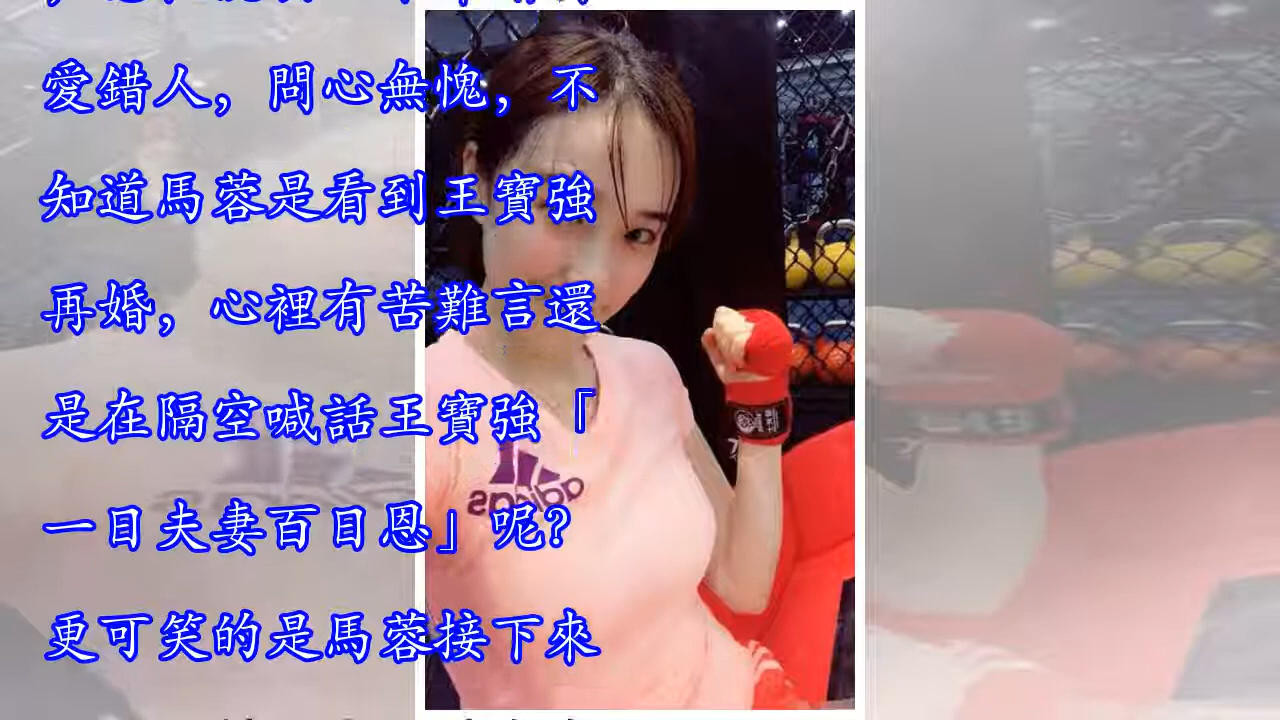 愛錯人，問心無愧，不
知道馬蓉是看到王寶強
再婚，心裡有苦難言還
是在隔空喊話王寶強「
一日夫妻百日恩」呢？
更可笑的是馬蓉接下來
adidas